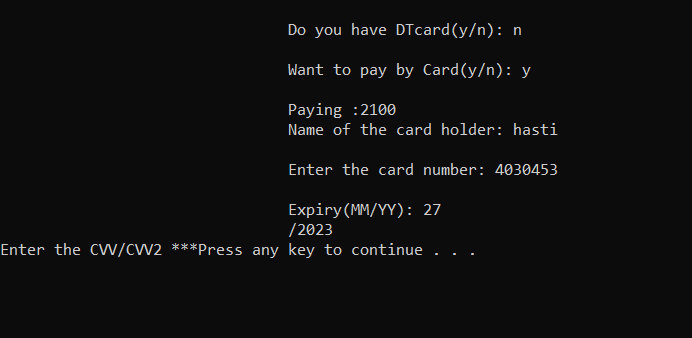 Do you have DTcard(y/n): n
Want to pay by Card(y/n): y
Paying :2100
Name of the card holder: hasti
Enter the card number: 4030453
Expiry(MM/YY): 27
/2023
Enter the CVV/CVV2 ***Press any key to continue . . .